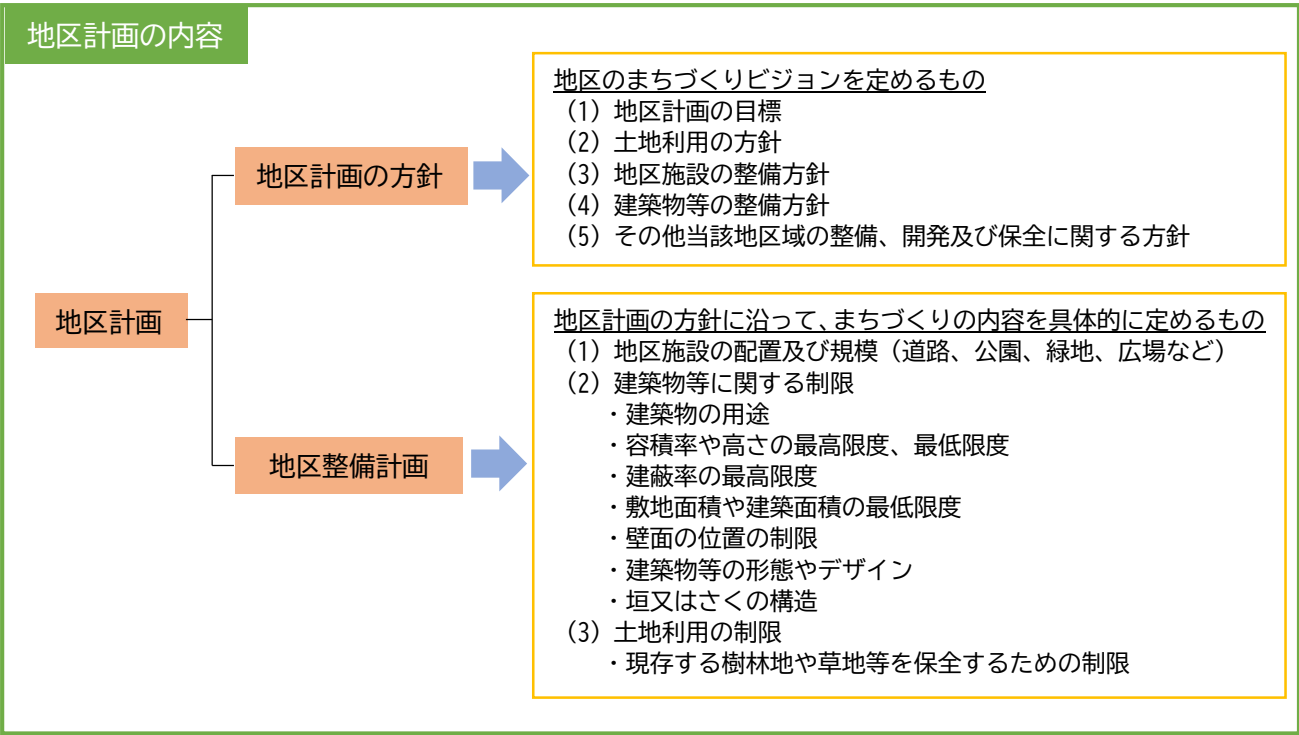 地区計画の内容
地区計画
地区計画の方針
地区のまちづくりビジョンを定めるもの
(1) 地区計画の目標
(2) 土地利用の方針
(3) 地区施設の整備方針
(4) 建築物等の整備方針
(5) その他当該地区域の整備、開発及び保全に関する方針
地区整備計画
地区計画の方針に沿って、まちづくりの内容を具体的に定めるもの
(1) 地区施設の配置及び規模（道路、公園、緑地、広場など）
(2) 建築物等に関する制限
・建築物の用途
・容積率や高さの最高限度、最低限度
・建蔽率の最高限度
・敷地面積や建築面積の最低限度
・壁面の位置の制限
・建築物等の形態やデザイン
・垣又はさくの構造
(3) 土地利用の制限
・現存する樹林地や草地等を保全するための制限